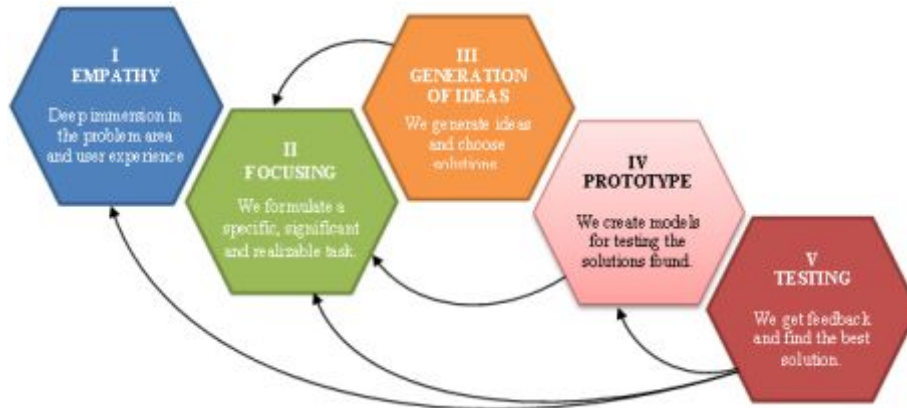 I
EMPATHY
Deep immersion in
the problem area
and user experience
II
FOCUSING
We formulate a
specific, significant
and realizable task.
III
GENERATION
OF IDEAS
We generate ideas
and choose
solutions.
IV
PROTOTYPE
We create models
for testing the
solutions found.
V
TESTING
We get feedback
and find the best
solution.